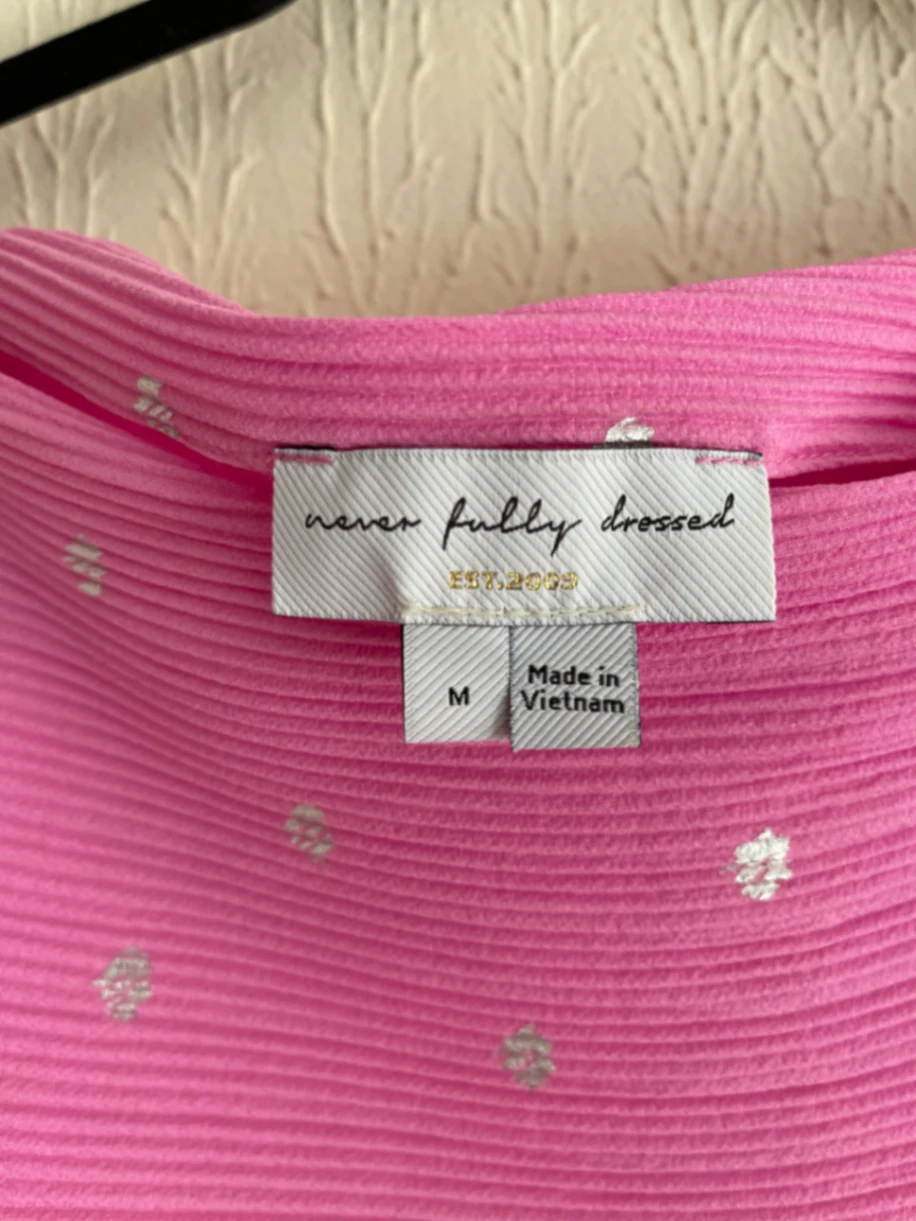 never fully dressed
EST.2009
M
Made in
Vietnam